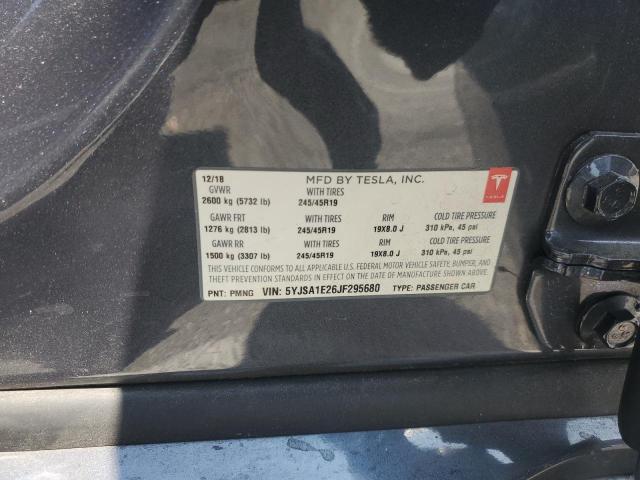 12/18 MFD BY TESLA, INC.
GVWR WITH TIRES
2600 kg (5732 lb) 245/45R19
TESLA
GAWR FRT WITH TIRES RIM COLD TIRE PRESSURE
1276 kg (2813 lb) 245/45R19 19X8.0 J 310 kPa, 45 psi
GAWR RR WITH TIRES RIM COLD TIRE PRESSURE
1500 kg (3307 lb) 245/45R19 19X8.0 J 310 kPa, 45 psi
THIS VEHICLE CONFORMS TO ALL APPLICABLE U.S. FEDERAL MOTOR VEHICLE SAFETY, BUMPER, AND
THEFT PREVENTION STANDARDS IN EFFECT ON THE DATE OF MANUFACTURE SHOWN ABOVE.
PNT: PMNG VIN: 5YJSA1E26JF295680 TYPE: PASSENGER CAR